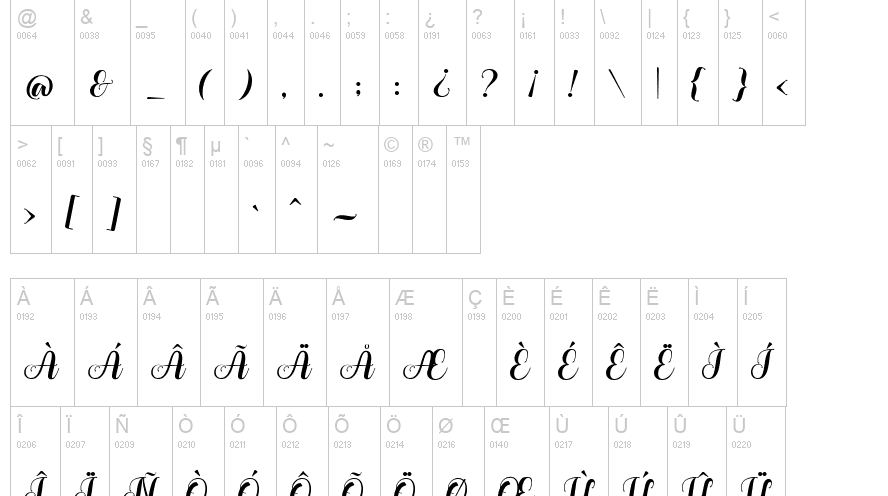 @ & _ ( ) , . ; : ¿ ? ¡ ! \ | { } <
0064 0038 0095 0040 0041 0044 0046 0059 0058 0191 0063 0161 0033 0092 0124 0123 0125 0060
@ & _ ( ) , . ; : ¿ ? ¡ ! \ | { } <
> [ ] § ¶ µ ` ^ ~ © ® ™
0062 0091 0093 0167 0182 0181 0096 0094 0126 0169 0174 0153
> [ ] ` ^ ~
À Á Â Ã Ä Å Æ Ç È É Ê Ë Ì Í
0192 0193 0194 0195 0196 0197 0198 0199 0200 0201 0202 0203 0204 0205
À Á Â Ã Ä Å Æ È É Ê Ë Ì Í
Î Ï Ñ Ò Ó Ô Õ Ö Ø Œ Ù Ú Û Ü
0206 0207 0209 0210 0211 0212 0213 0214 0216 0140 0217 0218 0219 0220
Î Ï Ñ Ò Ó Ô Õ Ö Ø Œ Ù Ú Û Ü